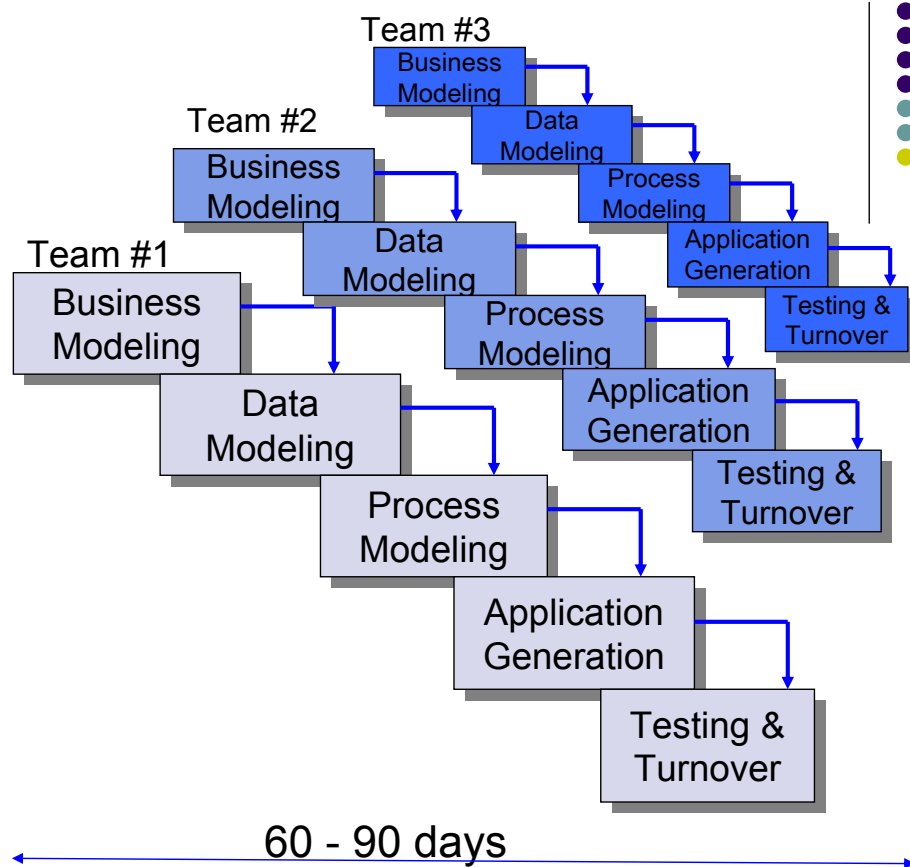 Team #3
Business
Modeling
Data
Modeling
Process
Modeling
Application
Generation
Testing &
Turnover
Team #2
Business
Modeling
Data
Modeling
Process
Modeling
Application
Generation
Testing &
Turnover
Team #1
Business
Modeling
Data
Modeling
Process
Modeling
Application
Generation
Testing &
Turnover
60 - 90 days